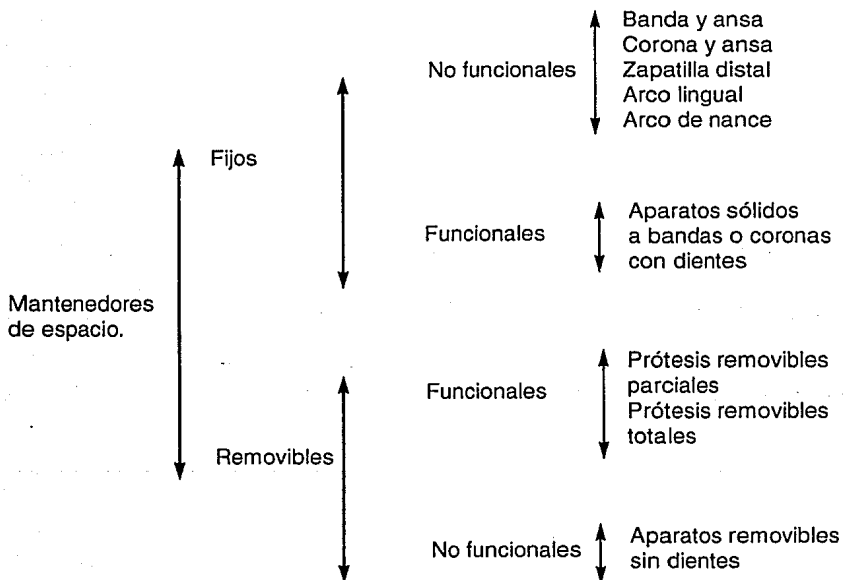 Mantenedores
de espacio.
Fijos
No funcionales
Banda y ansa
Corona y ansa
Zapatilla distal
Arco lingual
Arco de nance
Funcionales
Aparatos sólidos
a bandas o coronas
con dientes
Removibles
Funcionales
Prótesis removibles
parciales
Prótesis removibles
totales
No funcionales
Aparatos removibles
sin dientes